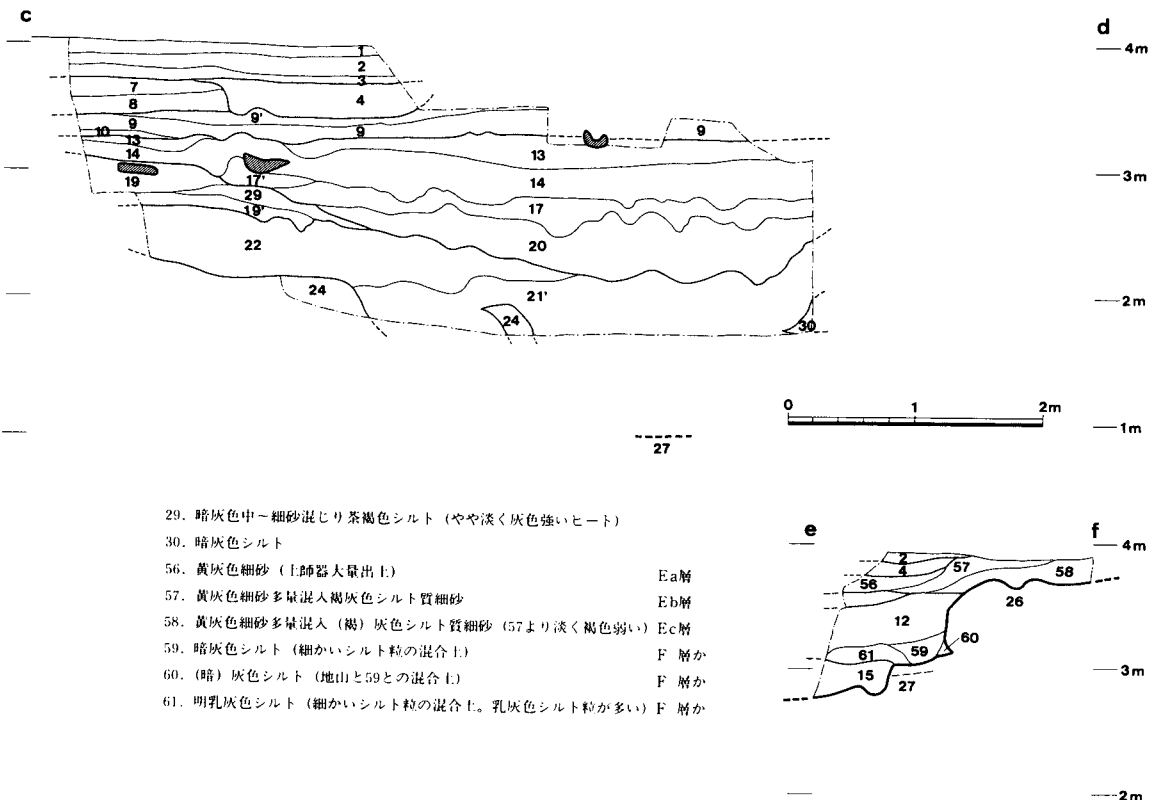 c
d
4m
1
2
3
7
8
4
9'
9
9
9
10
13
13
14
14
19
17'
29
17
19'
22
20
3m
24
21'
24
30
2m
0 1 2m
1m
27
29. 暗灰色中～細砂混じり茶褐色シルト (やや淡く灰色強いヒート)
30. 暗灰色シルト
56. 黄灰色細砂 (土師器大量出土) Ea層
57. 黄灰色細砂多量混入褐灰色シルト質細砂 Eb層
58. 黄灰色細砂多量混入 (褐) 灰色シルト質細砂 (57より淡く褐色弱い) Ec層
59. 暗灰色シルト (細かいシルト粒の混合土) F 層か
60. (暗) 灰色シルト (地山と59との混合土) F 層か
61. 明乳灰色シルト (細かいシルト粒の混合土。乳灰色シルト粒が多い) F 層か
e
f
4m
2
4
57
56
58
26
12
60
59
61
15
27
3m
2m